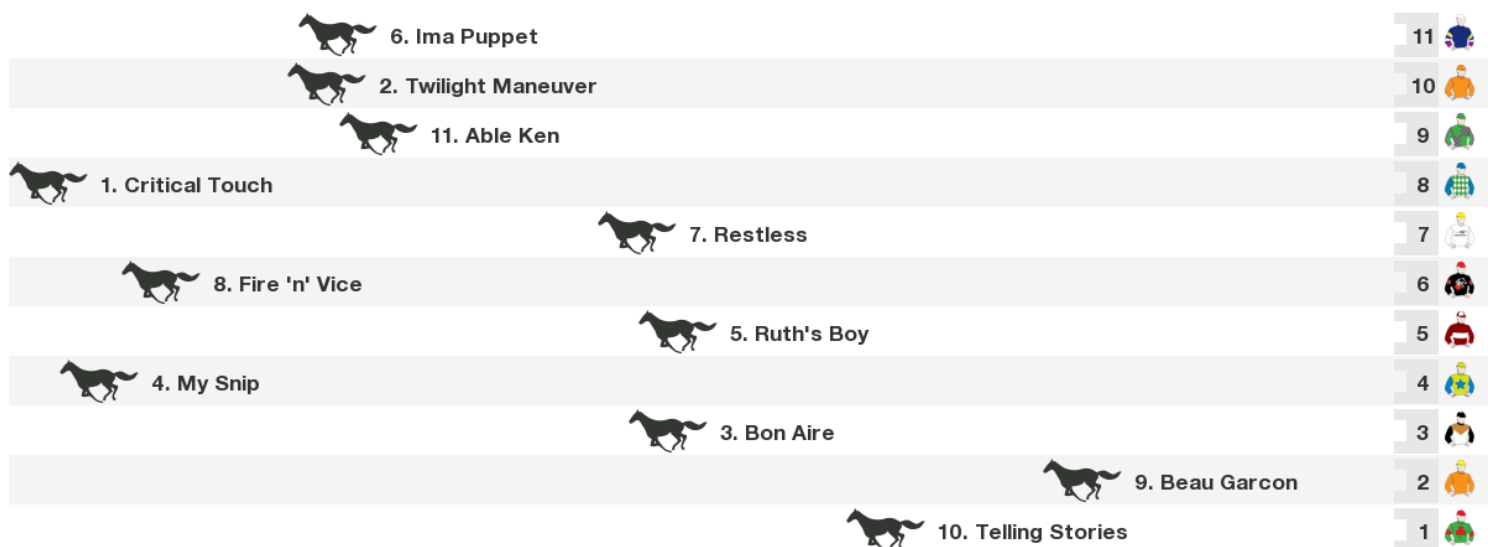 6. Ima Puppet 11
2. Twilight Maneuver 10
11. Able Ken 9
1. Critical Touch 8
7. Restless 7
8. Fire 'n' Vice 6
5. Ruth's Boy 5
4. My Snip 4
3. Bon Aire 3
9. Beau Garcon 2
10. Telling Stories 1